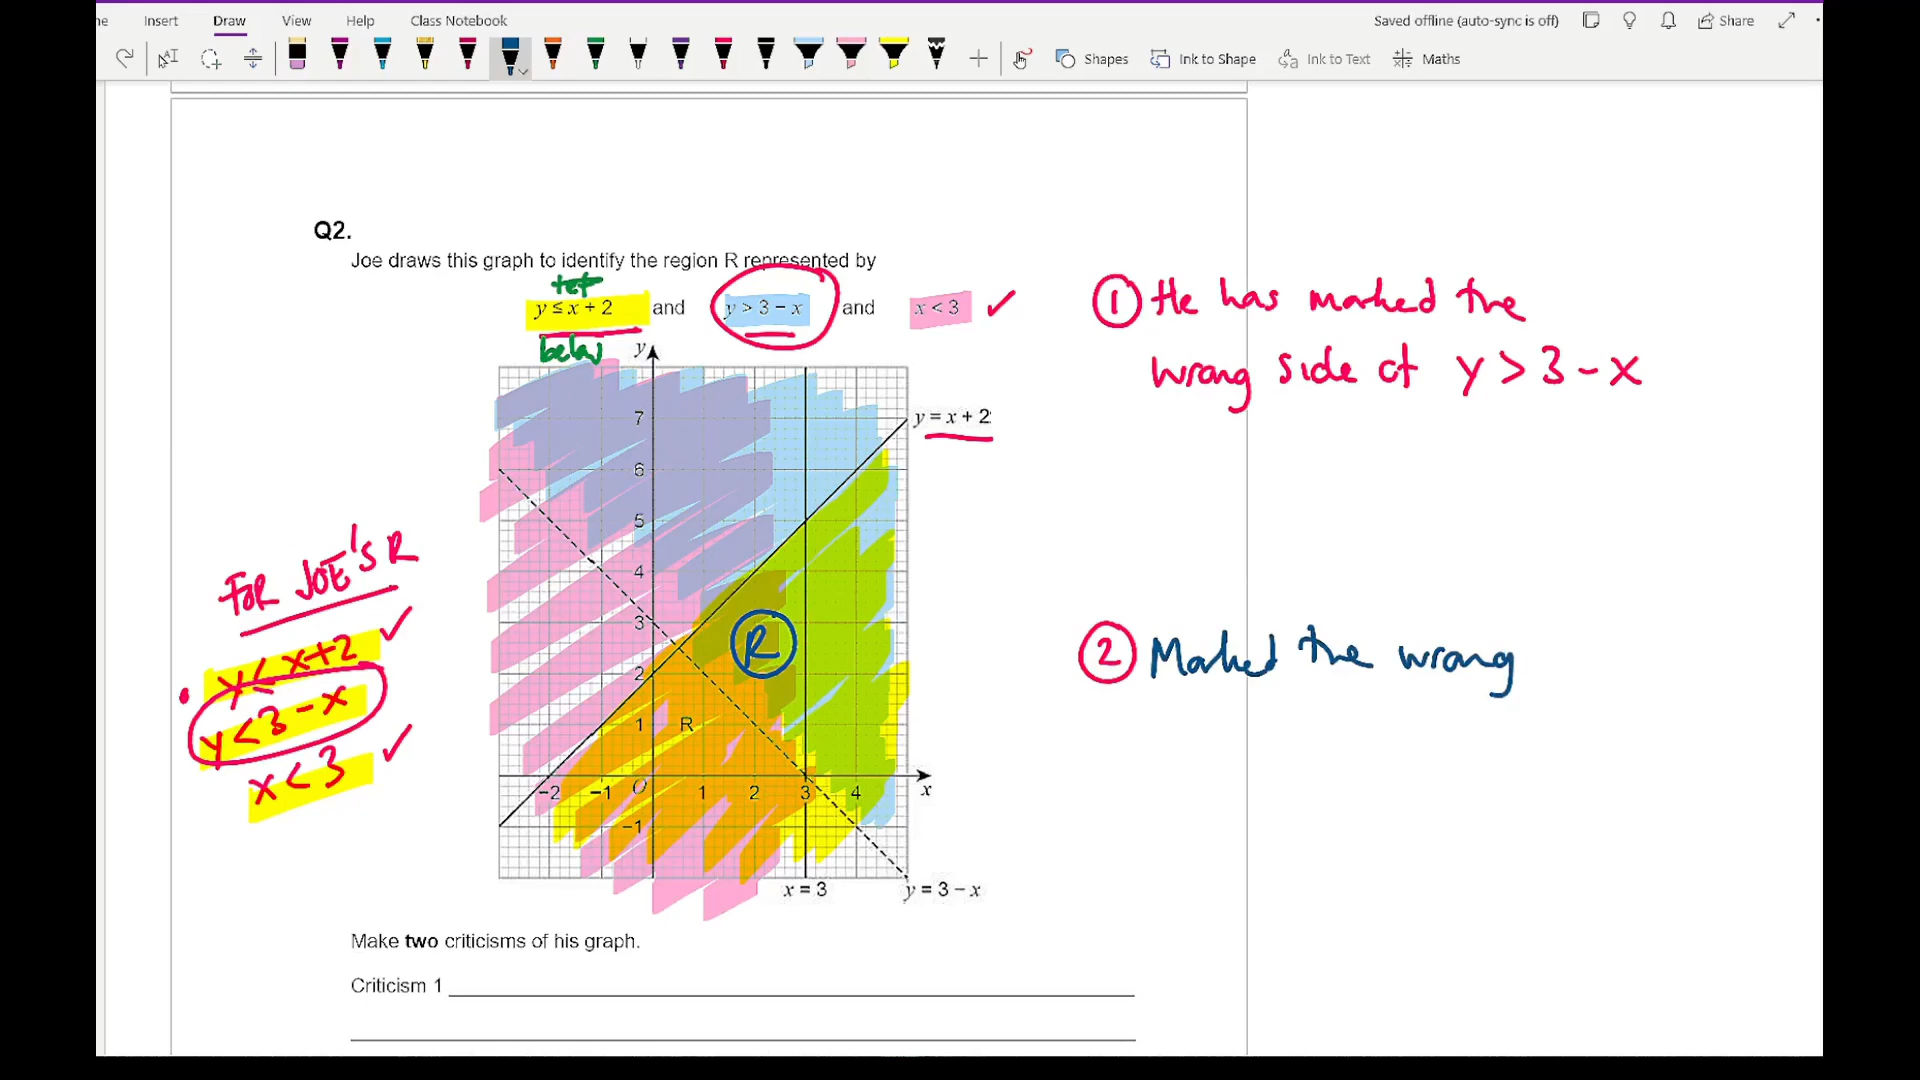 Insert Draw View Help Class Notebook Saved offline (auto-sync is off) Share
Shapes Ink to Shape Ink to Text Maths
Q2.
Joe draws this graph to identify the region R represented by
y ≤ x + 2 and y > 3 − x and x < 3 ✓
below
y
7
6
5
4
3
2
1
O
−1
−2 −1 1 2 3 4
x
y = x + 2
R
R
x = 3
y = 3 − x
FOR JOE'S R
y < x + 2 ✓
y < 3 - x
x < 3 ✓
① He has marked the
wrong side of y > 3 - x
② Marked the wrong
Make two criticisms of his graph.
Criticism 1